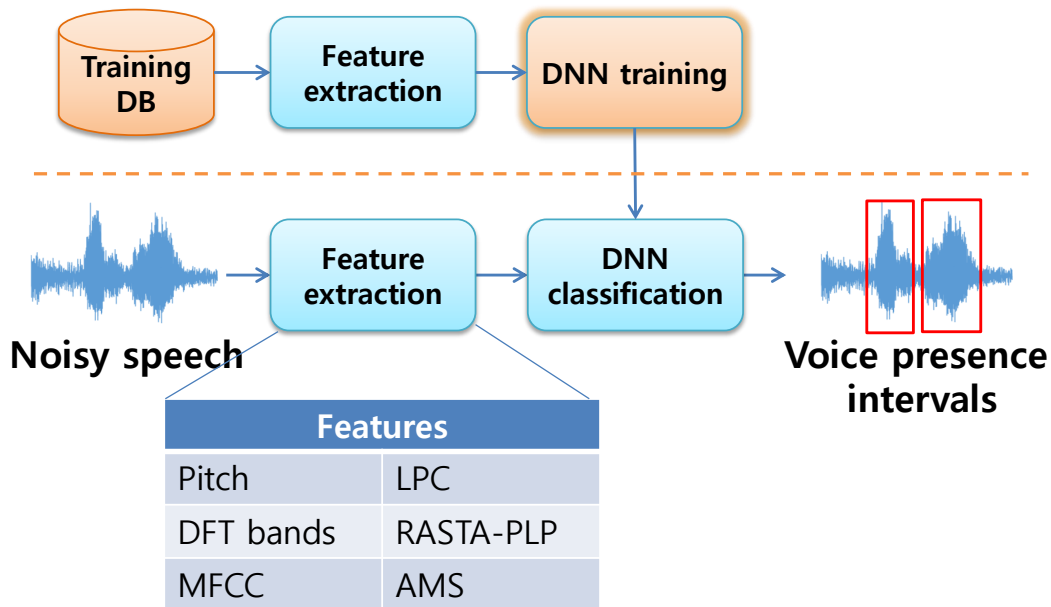 Training
DB
Feature
extraction
DNN training
Feature
extraction
DNN
classification
Noisy speech
Voice presence
intervals
Features
Pitch LPC
DFT bands RASTA-PLP
MFCC AMS